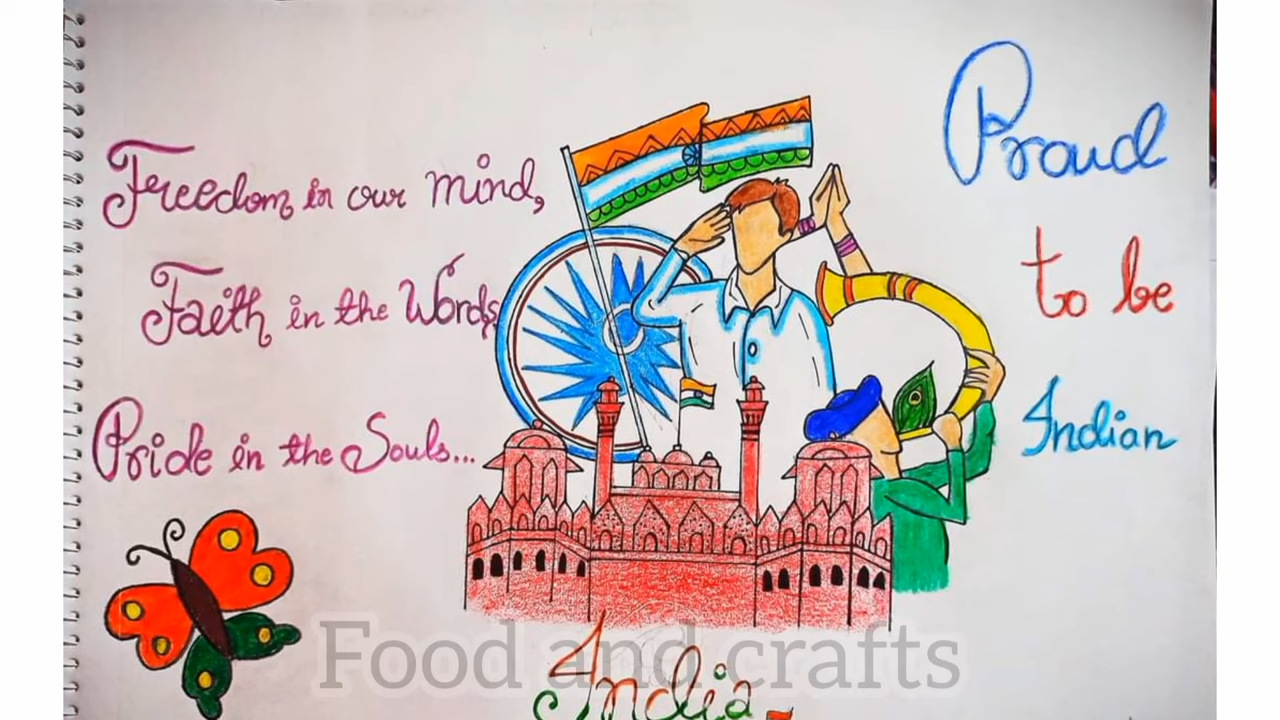 Freedom in our mind,
Faith in the Words,
Pride in the Souls...
Proud
to be
Indian
India
Food and crafts